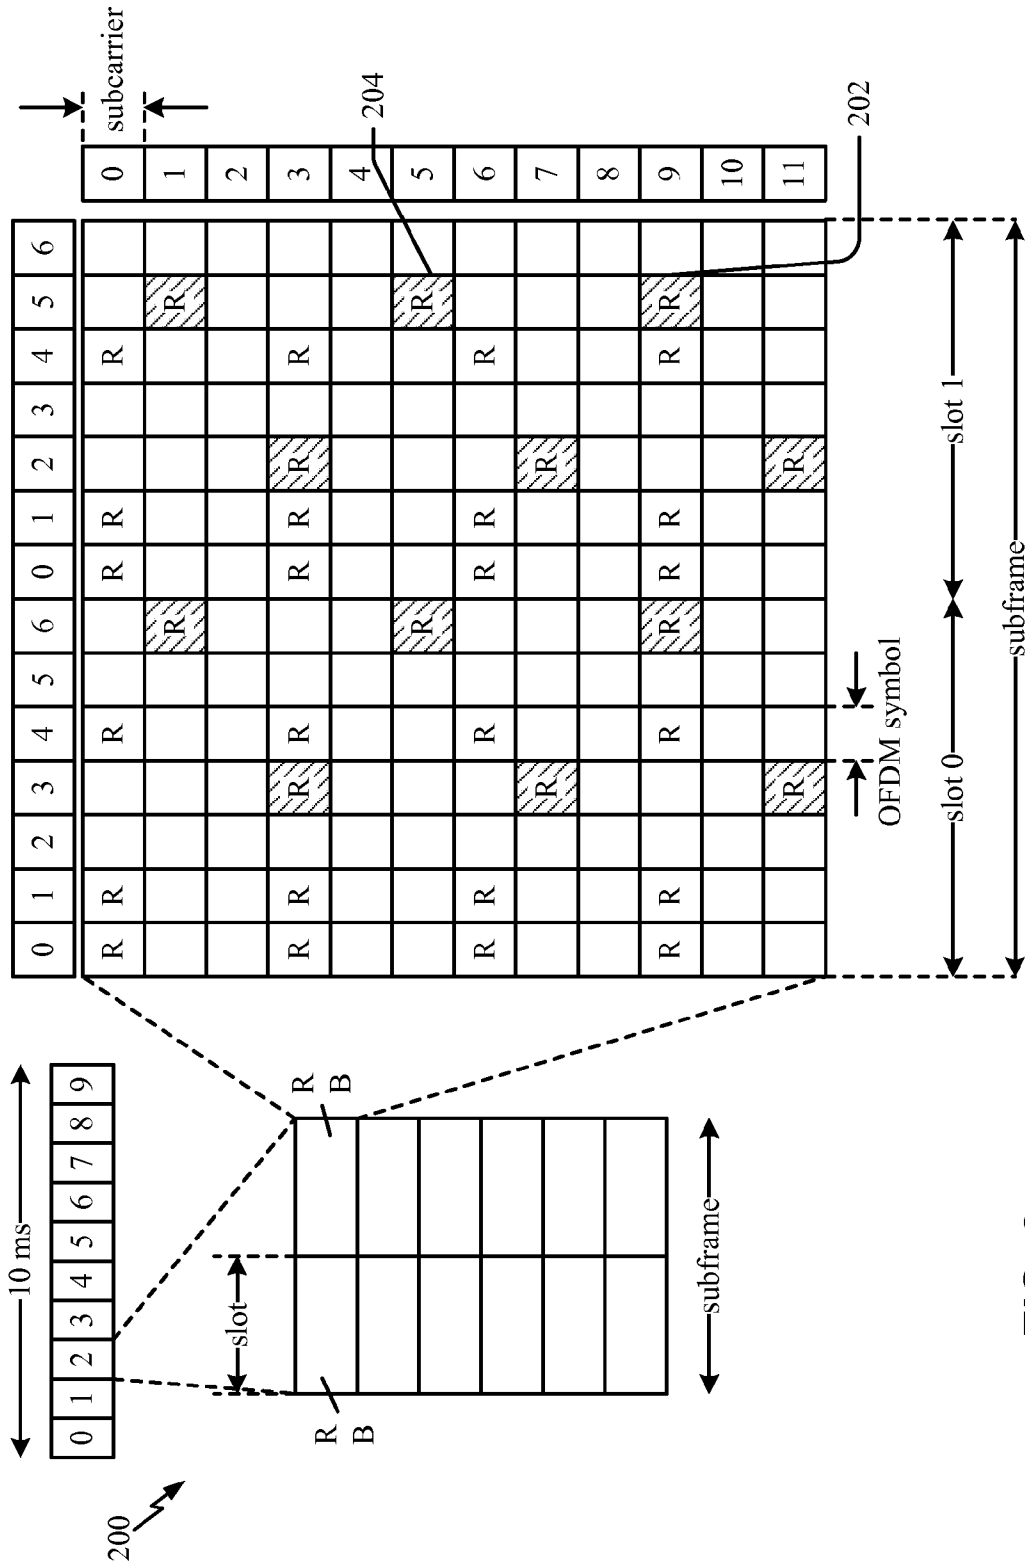 200
10 ms
0 1 2 3 4 5 6 7 8 9
slot
R B
R B
subframe
0 1 2 3 4 5 6 0 1 2 3 4 5 6
subcarrier
R R R R R R 0
R R 1
2
R R R R R R R R 3
4
R R 5
R R R R R R 6
R R 7
8
R R R R R R R R 9
10
R R 11
204
202
OFDM symbol
slot 0
slot 1
subframe